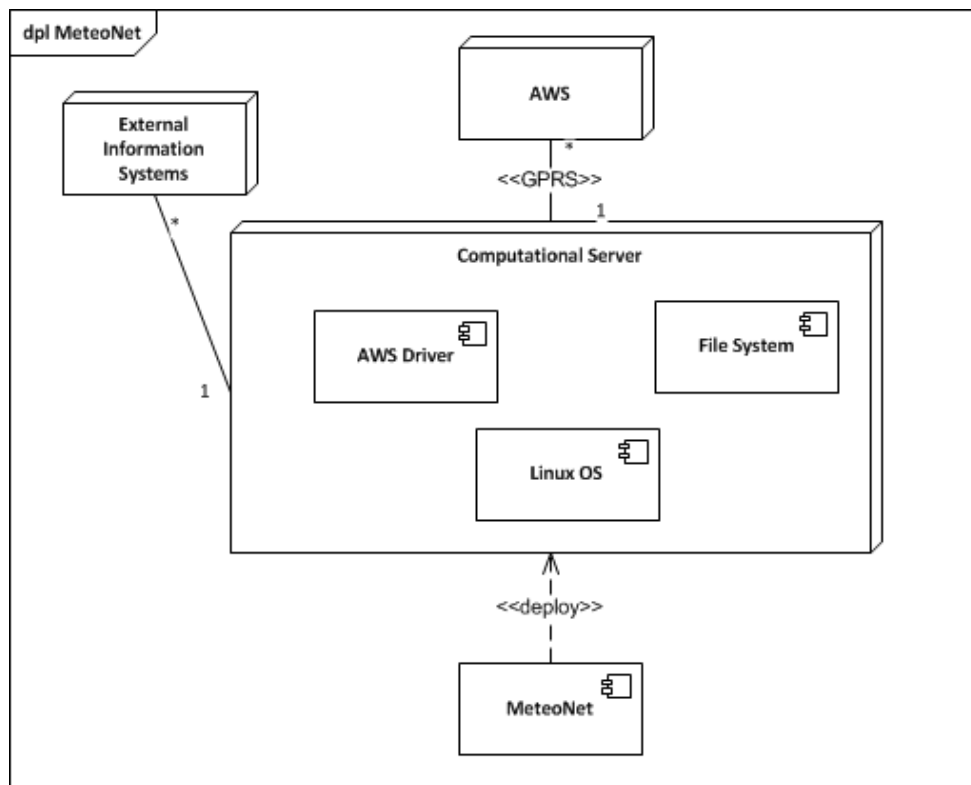 dpl MeteoNet
AWS
External
Information
Systems
*
<<GPRS>>
*
1
Computational Server
AWS Driver
File System
1
Linux OS
<<deploy>>
MeteoNet